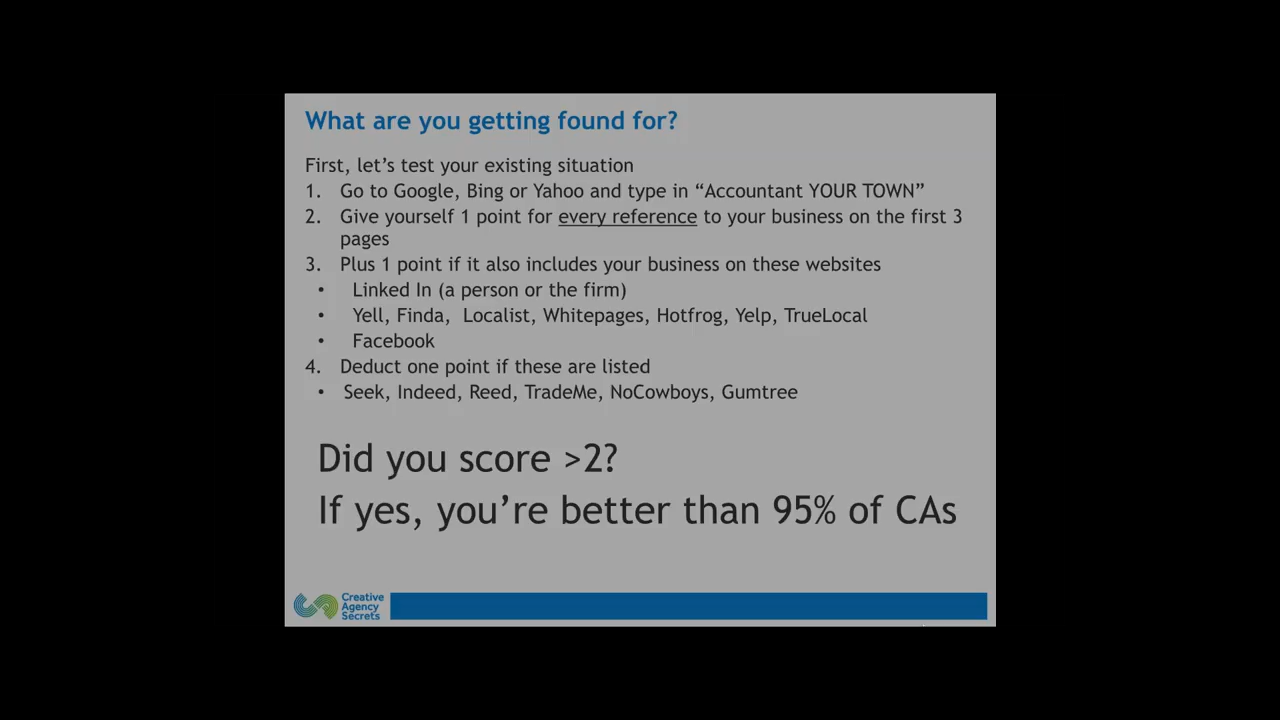 What are you getting found for?
First, let’s test your existing situation
1. Go to Google, Bing or Yahoo and type in “Accountant YOUR TOWN”
2. Give yourself 1 point for every reference to your business on the first 3
pages
3. Plus 1 point if it also includes your business on these websites
• Linked In (a person or the firm)
• Yell, Finda, Localist, Whitepages, Hotfrog, Yelp, TrueLocal
• Facebook
4. Deduct one point if these are listed
• Seek, Indeed, Reed, TradeMe, NoCowboys, Gumtree
Did you score >2?
If yes, you’re better than 95% of CAs
Creative
Agency
Secrets